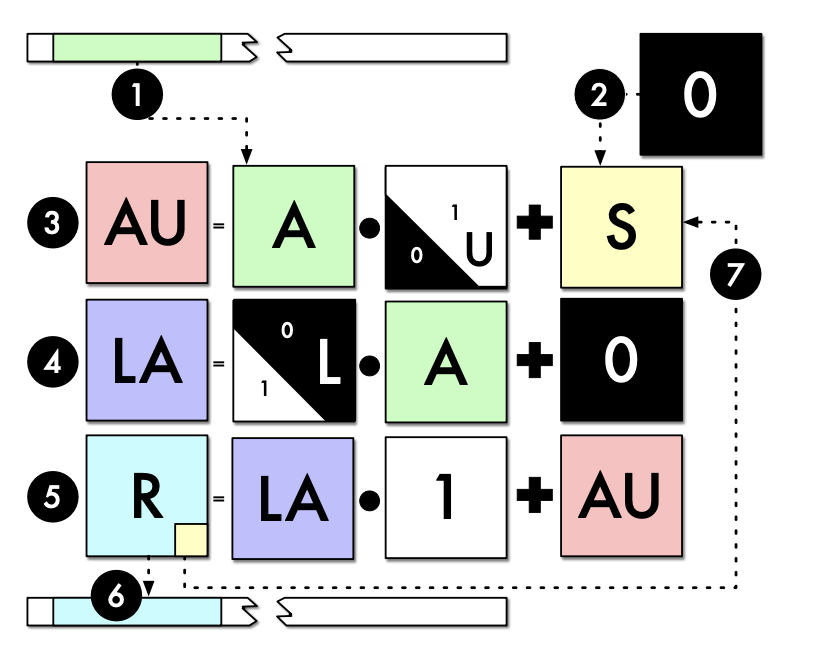 1
2
0
3 AU = A • 1 0 U + S
7
4 LA = 0 1 L • A + 0
5 R = LA • 1 + AU
6